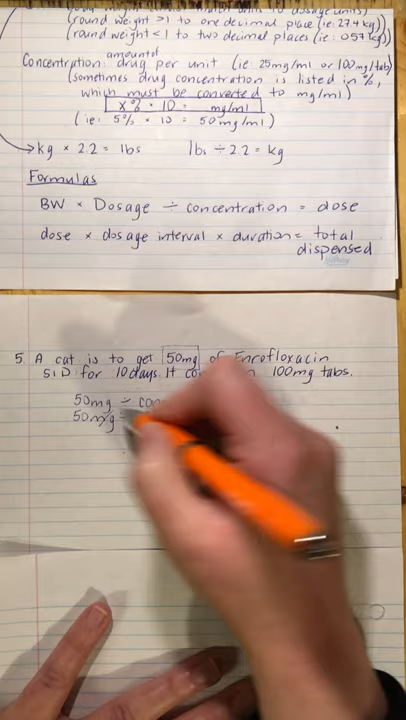 (round weight >1 to one decimal place (ie: 27.4 kg))
(round weight <1 to two decimal places (ie: 0.57 kg))
amount of
Concentration: drug per unit (ie: 25mg/ml or 100mg/tab)
(sometimes drug concentration is listed in %,
which must be converted to mg/ml)
X% × 10 = mg/ml
(ie: 5% × 10 = 50mg/ml)
kg × 2.2 = lbs lbs ÷ 2.2 = kg
Formulas
BW × Dosage ÷ concentration = dose
dose × dosage interval × duration = total
dispensed
5. A cat is to get 50mg of Enrofloxacin
SID for 10 days. It 100mg tabs.
50mg ÷
50mg